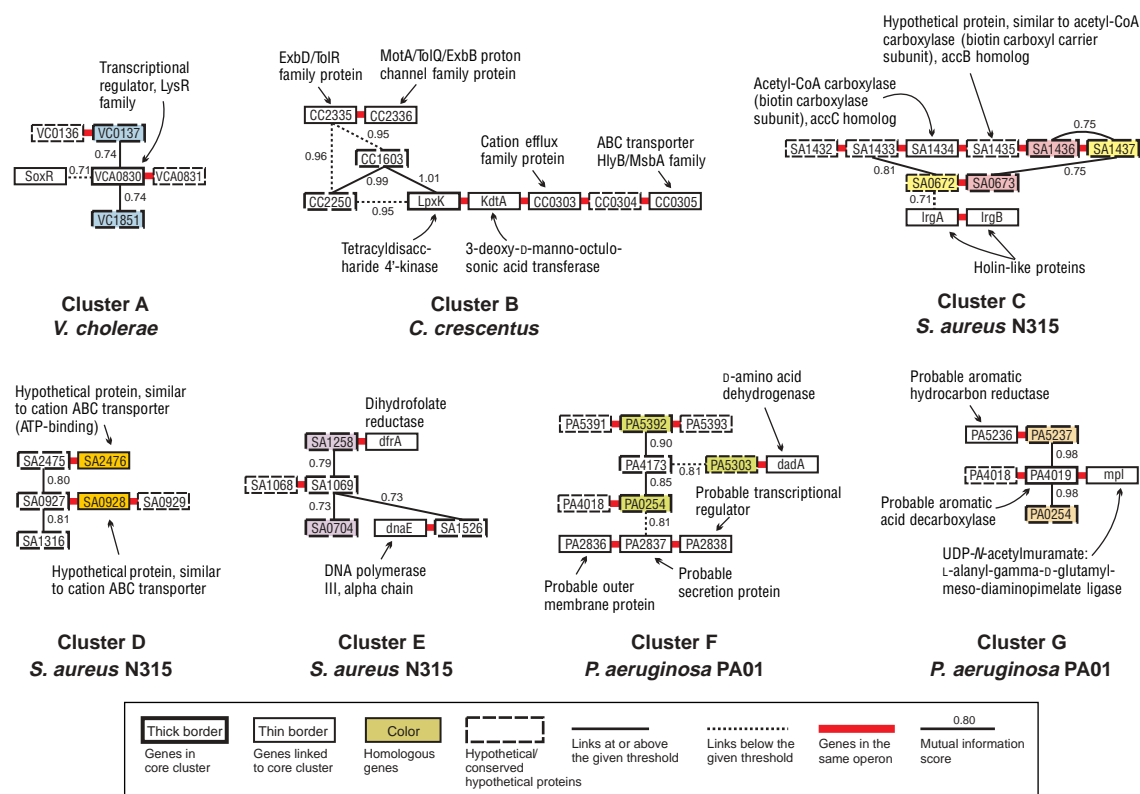 Transcriptional
regulator, LysR
family
VC0136
VC0137
0.74
SoxR
0.71
VCA0830
VCA0831
0.74
VC1851
Cluster A
V. cholerae
ExbD/TolR
family protein
MotA/TolQ/ExbB proton
channel family protein
CC2335
CC2336
0.95
0.96
CC1603
0.99
1.01
CC2250
0.95
LpxK
KdtA
CC0303
CC0304
CC0305
Cation efflux
family protein
ABC transporter
HlyB/MsbA family
Tetracyldisacc-
haride 4'-kinase
3-deoxy-D-manno-octulo-
sonic acid transferase
Cluster B
C. crescentus
Hypothetical protein, similar to acetyl-CoA
carboxylase (biotin carboxyl carrier
subunit), accB homolog
Acetyl-CoA carboxylase
(biotin carboxylase
subunit), accC homolog
0.75
SA1432
SA1433
SA1434
SA1435
SA1436
SA1437
0.81
0.75
SA0672
SA0673
0.71
lrgA
lrgB
Holin-like proteins
Cluster C
S. aureus N315
Hypothetical protein, similar
to cation ABC transporter
(ATP-binding)
SA2475
SA2476
0.80
SA0927
SA0928
SA0929
0.81
SA1316
Hypothetical protein, similar
to cation ABC transporter
Cluster D
S. aureus N315
Dihydrofolate
reductase
SA1258
dfrA
0.79
SA1068
SA1069
0.73
0.73
SA0704
dnaE
SA1526
DNA polymerase
III, alpha chain
Cluster E
S. aureus N315
D-amino acid
dehydrogenase
PA5391
PA5392
PA5393
0.90
PA4173
0.81
PA5303
dadA
0.85
PA4018
PA0254
Probable transcriptional
regulator
0.81
PA2836
PA2837
PA2838
Probable outer
membrane protein
Probable
secretion protein
Cluster F
P. aeruginosa PA01
Probable aromatic
hydrocarbon reductase
PA5236
PA5237
0.98
PA4018
PA4019
mpl
0.98
Probable aromatic
acid decarboxylase
PA0254
UDP-N-acetylmuramate:
L-alanyl-gamma-D-glutamyl-
meso-diaminopimelate ligase
Cluster G
P. aeruginosa PA01
Thick border
Genes in
core cluster
Thin border
Genes linked
to core cluster
Color
Homologous
genes
Hypothetical/
conserved
hypothetical proteins
Links at or above
the given threshold
Links below the
given threshold
Genes in the
same operon
0.80
Mutual information
score